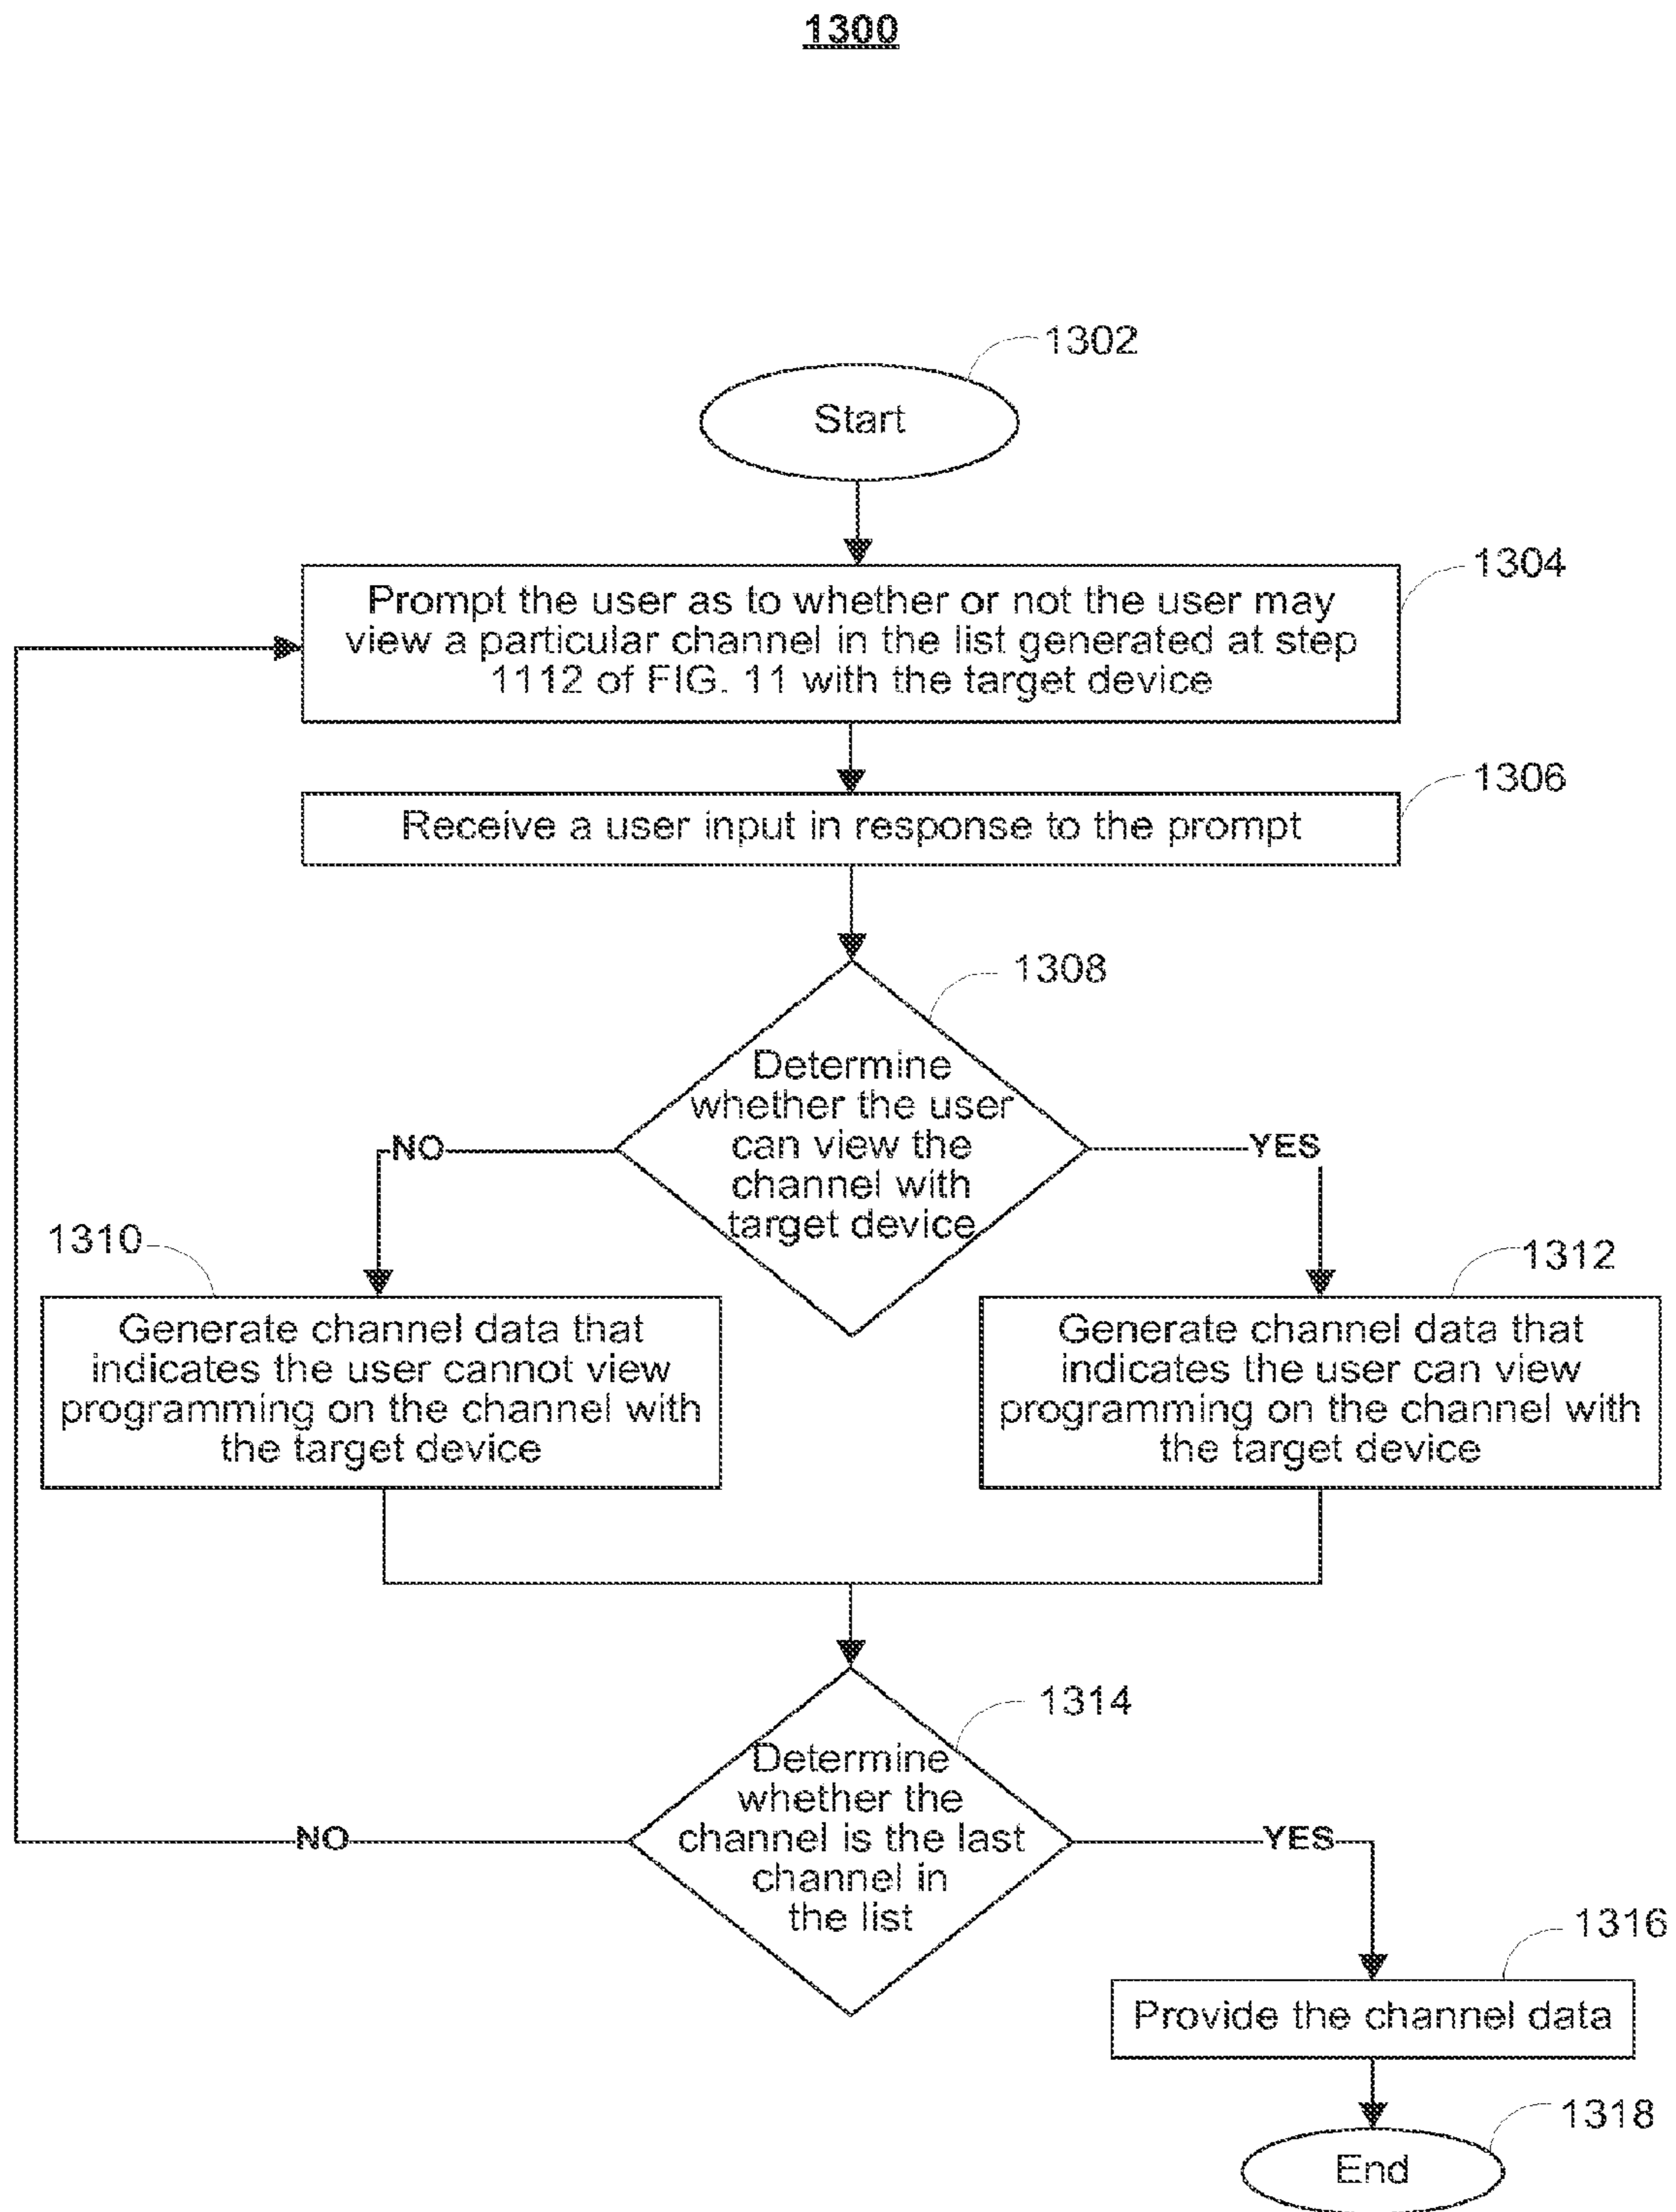 1300
1302
Start
1304
Prompt the user as to whether or not the user may
view a particular channel in the list generated at step
1112 of FIG. 11 with the target device
1306
Receive a user input in response to the prompt
1308
Determine
whether the user
can view the
channel with
target device
NO
YES
1310
1312
Generate channel data that
indicates the user cannot view
programming on the channel with
the target device
Generate channel data that
indicates the user can view
programming on the channel with
the target device
1314
Determine
whether the
channel is the last
channel in
the list
NO
YES
1316
Provide the channel data
1318
End